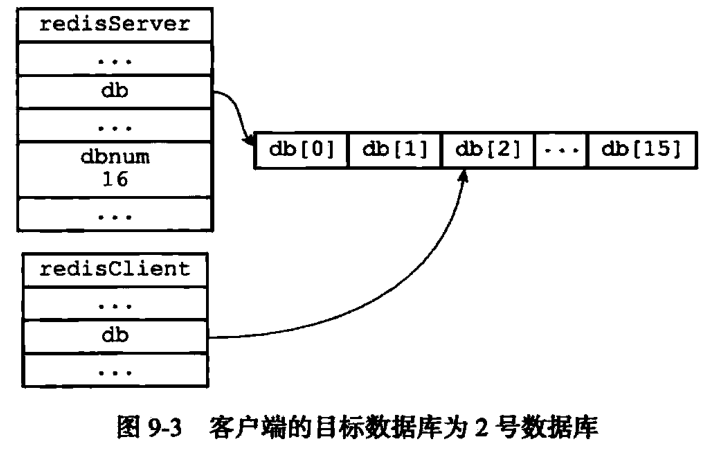 redisServer
...
db
...
dbnum
16
...
db[0] db[1] db[2] ... db[15]
redisClient
...
db
...
图 9-3 客户端的目标数据库为 2 号数据库